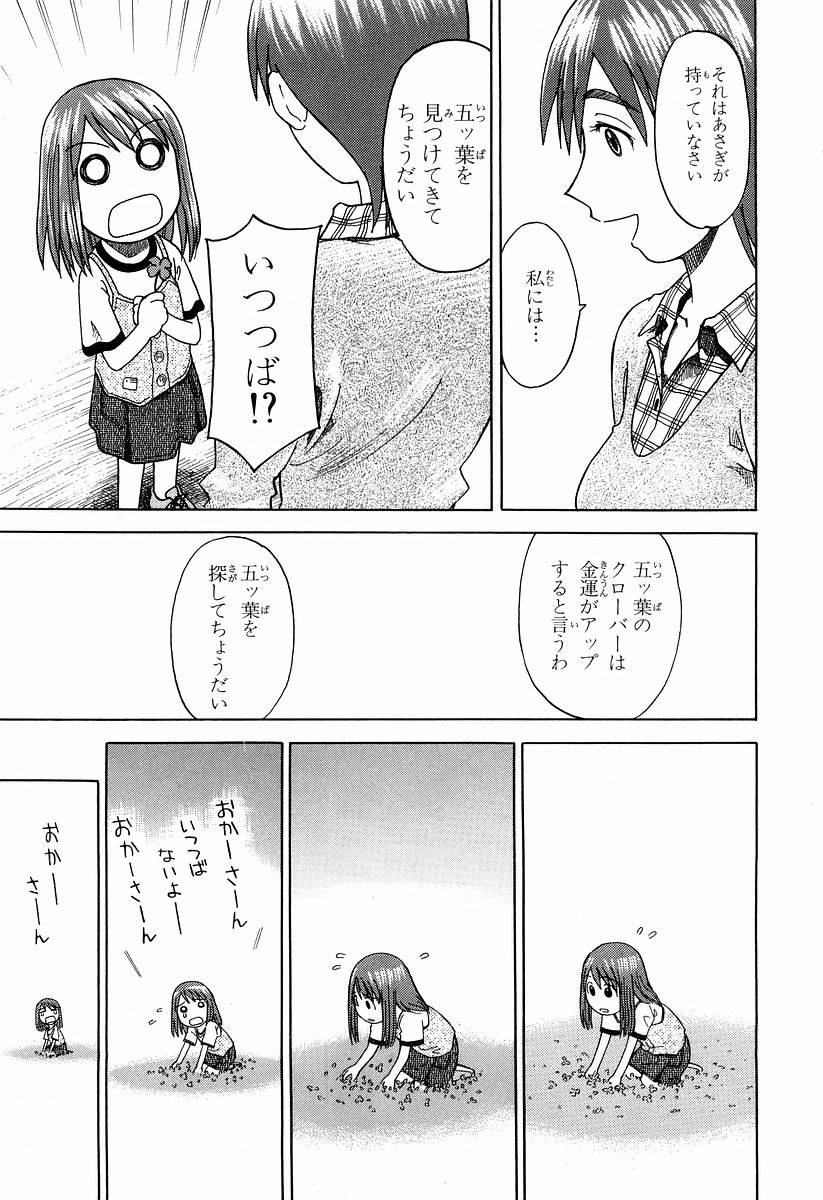 それはあさぎが
持っていなさい
私には…
五ッ葉を
見つけてきて
ちょうだい
いつつば!?
五ッ葉の
クローバーは
金運がアップ
すると言うわ
五ッ葉を
探してちょうだい
おかーさーん
いつつば
ないよー
おかーさーん
おかー
さーん